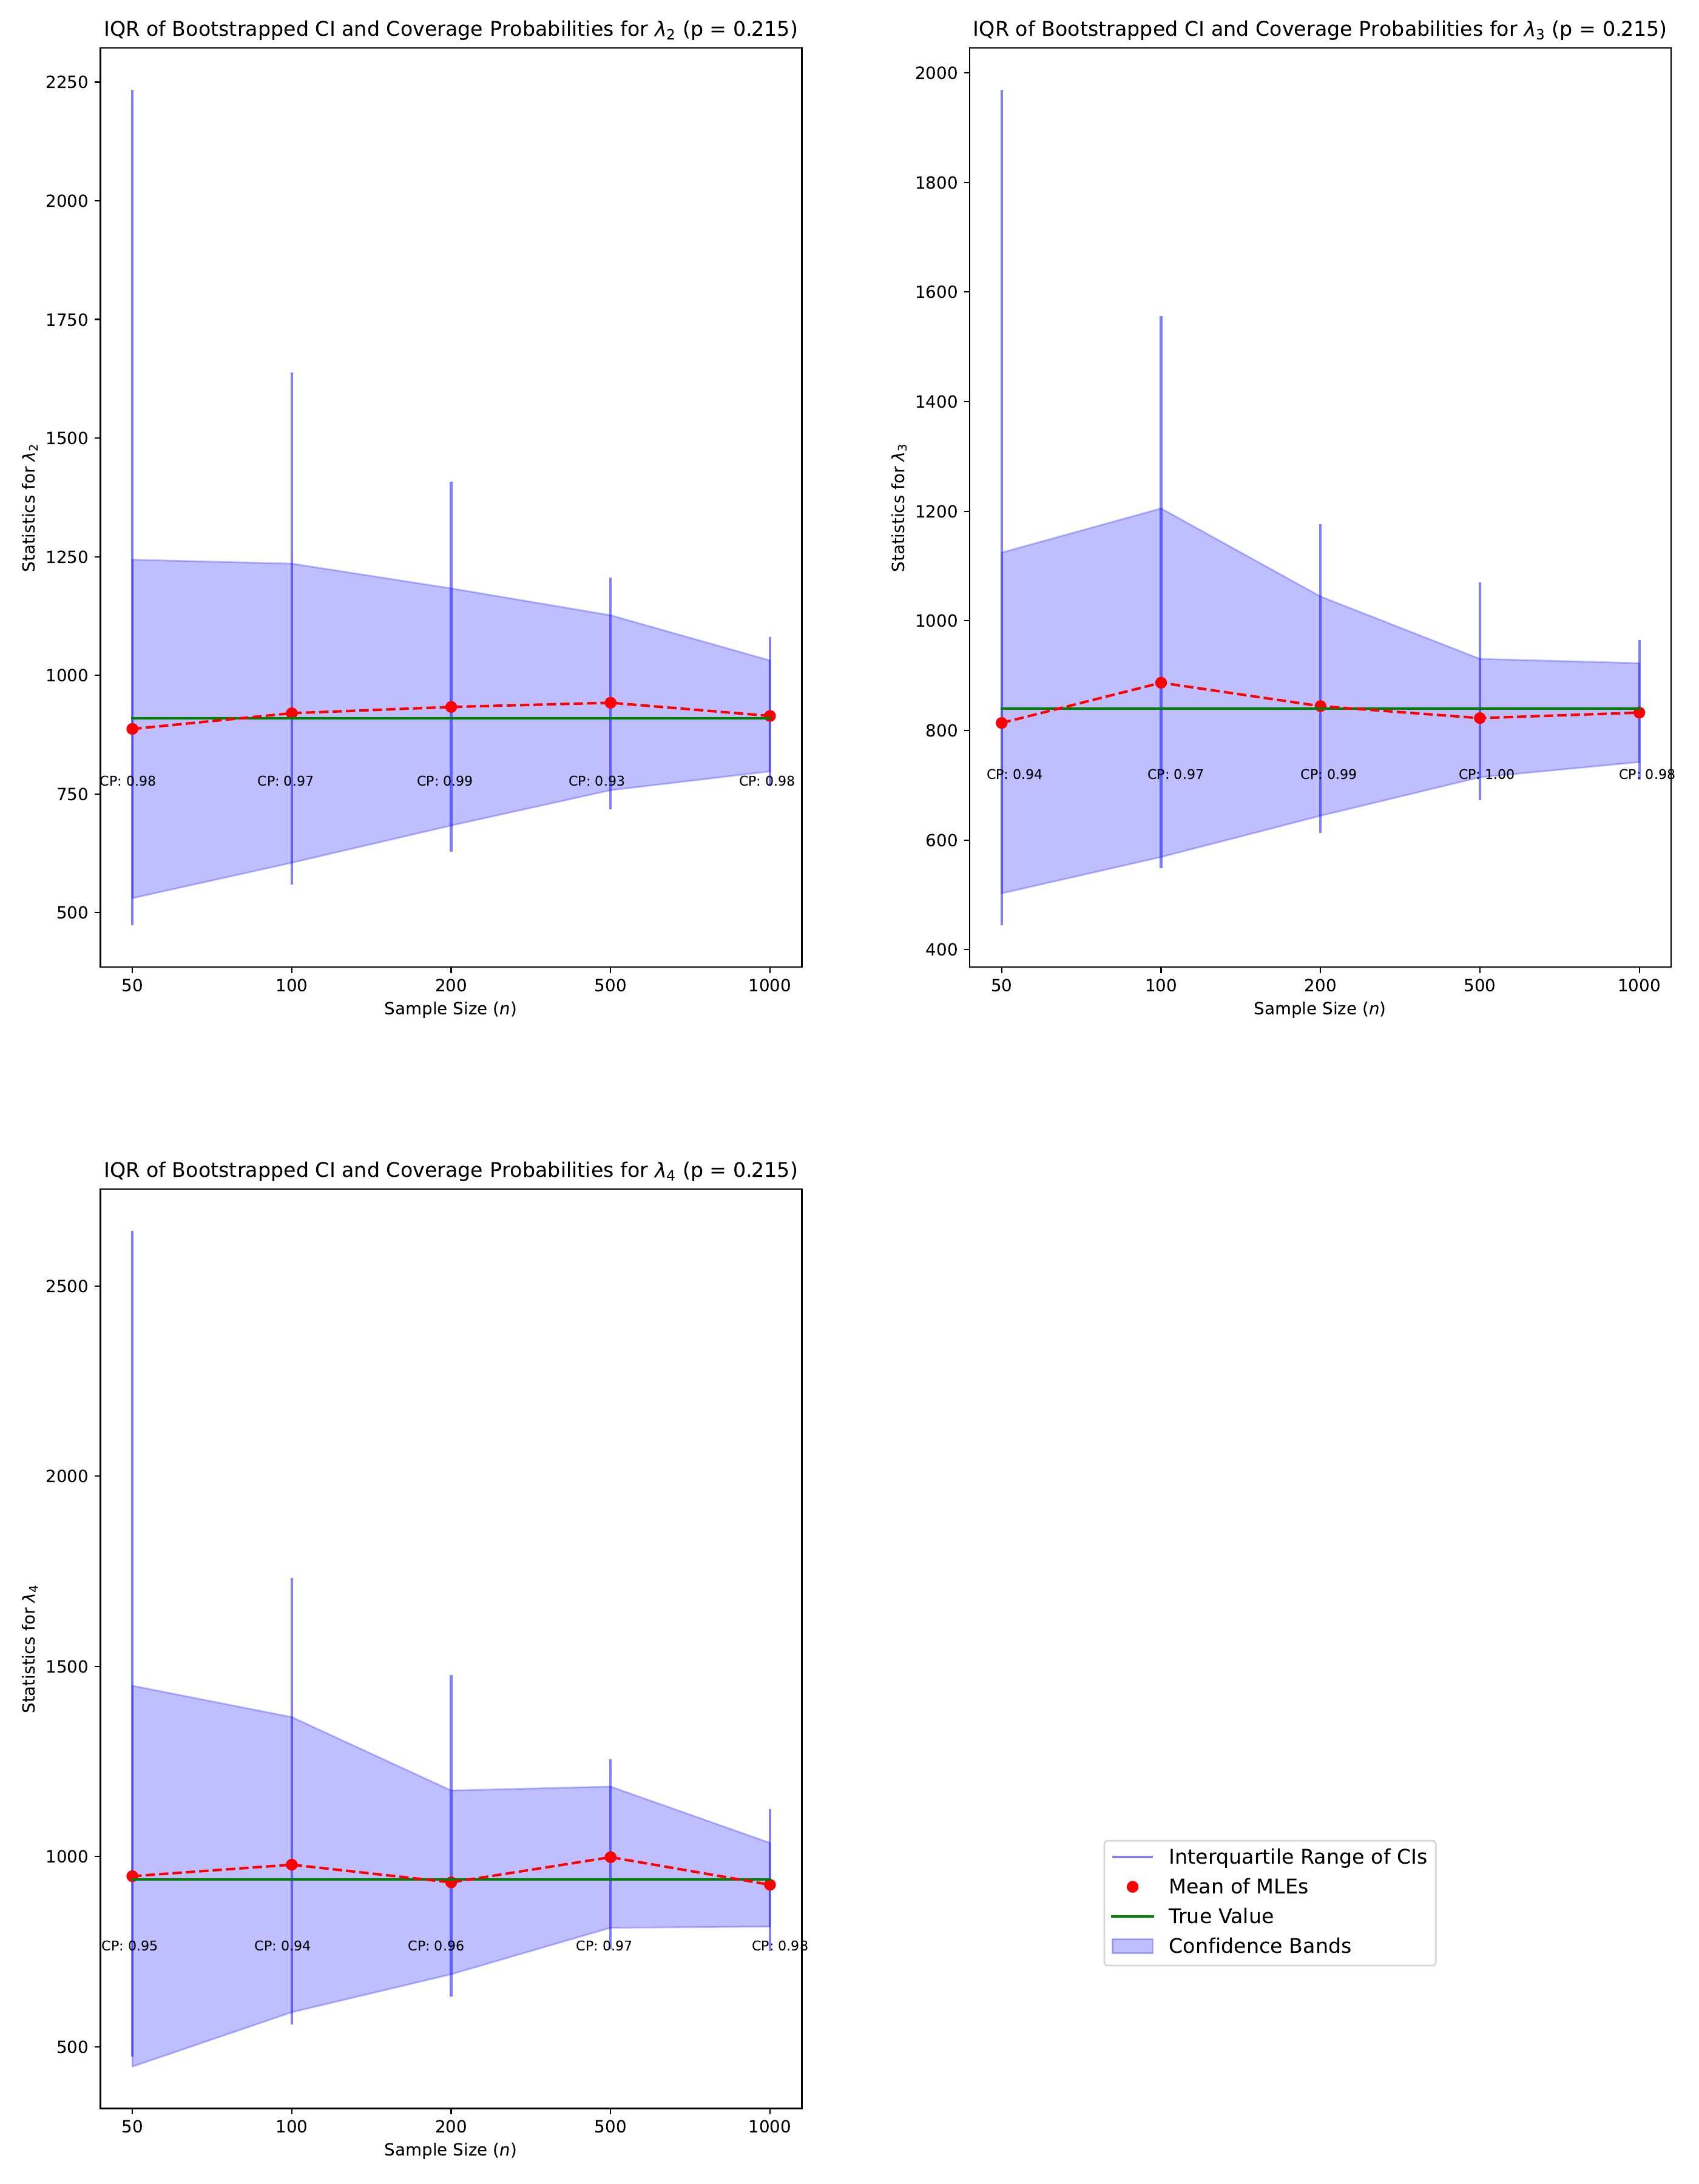 IQR of Bootstrapped CI and Coverage Probabilities for λ₂ (p = 0.215)
2250
2000
1750
1500
1250
1000
750
500
Statistics for λ₂
CP: 0.98 CP: 0.97 CP: 0.99 CP: 0.93 CP: 0.98
50 100 200 500 1000
Sample Size (n)
IQR of Bootstrapped CI and Coverage Probabilities for λ₃ (p = 0.215)
2000
1800
1600
1400
1200
1000
800
600
400
Statistics for λ₃
CP: 0.94 CP: 0.97 CP: 0.99 CP: 1.00 CP: 0.98
50 100 200 500 1000
Sample Size (n)
IQR of Bootstrapped CI and Coverage Probabilities for λ₄ (p = 0.215)
2500
2000
1500
1000
500
Statistics for λ₄
CP: 0.95 CP: 0.94 CP: 0.96 CP: 0.97 CP: 0.98
50 100 200 500 1000
Sample Size (n)
Interquartile Range of CIs
Mean of MLEs
True Value
Confidence Bands